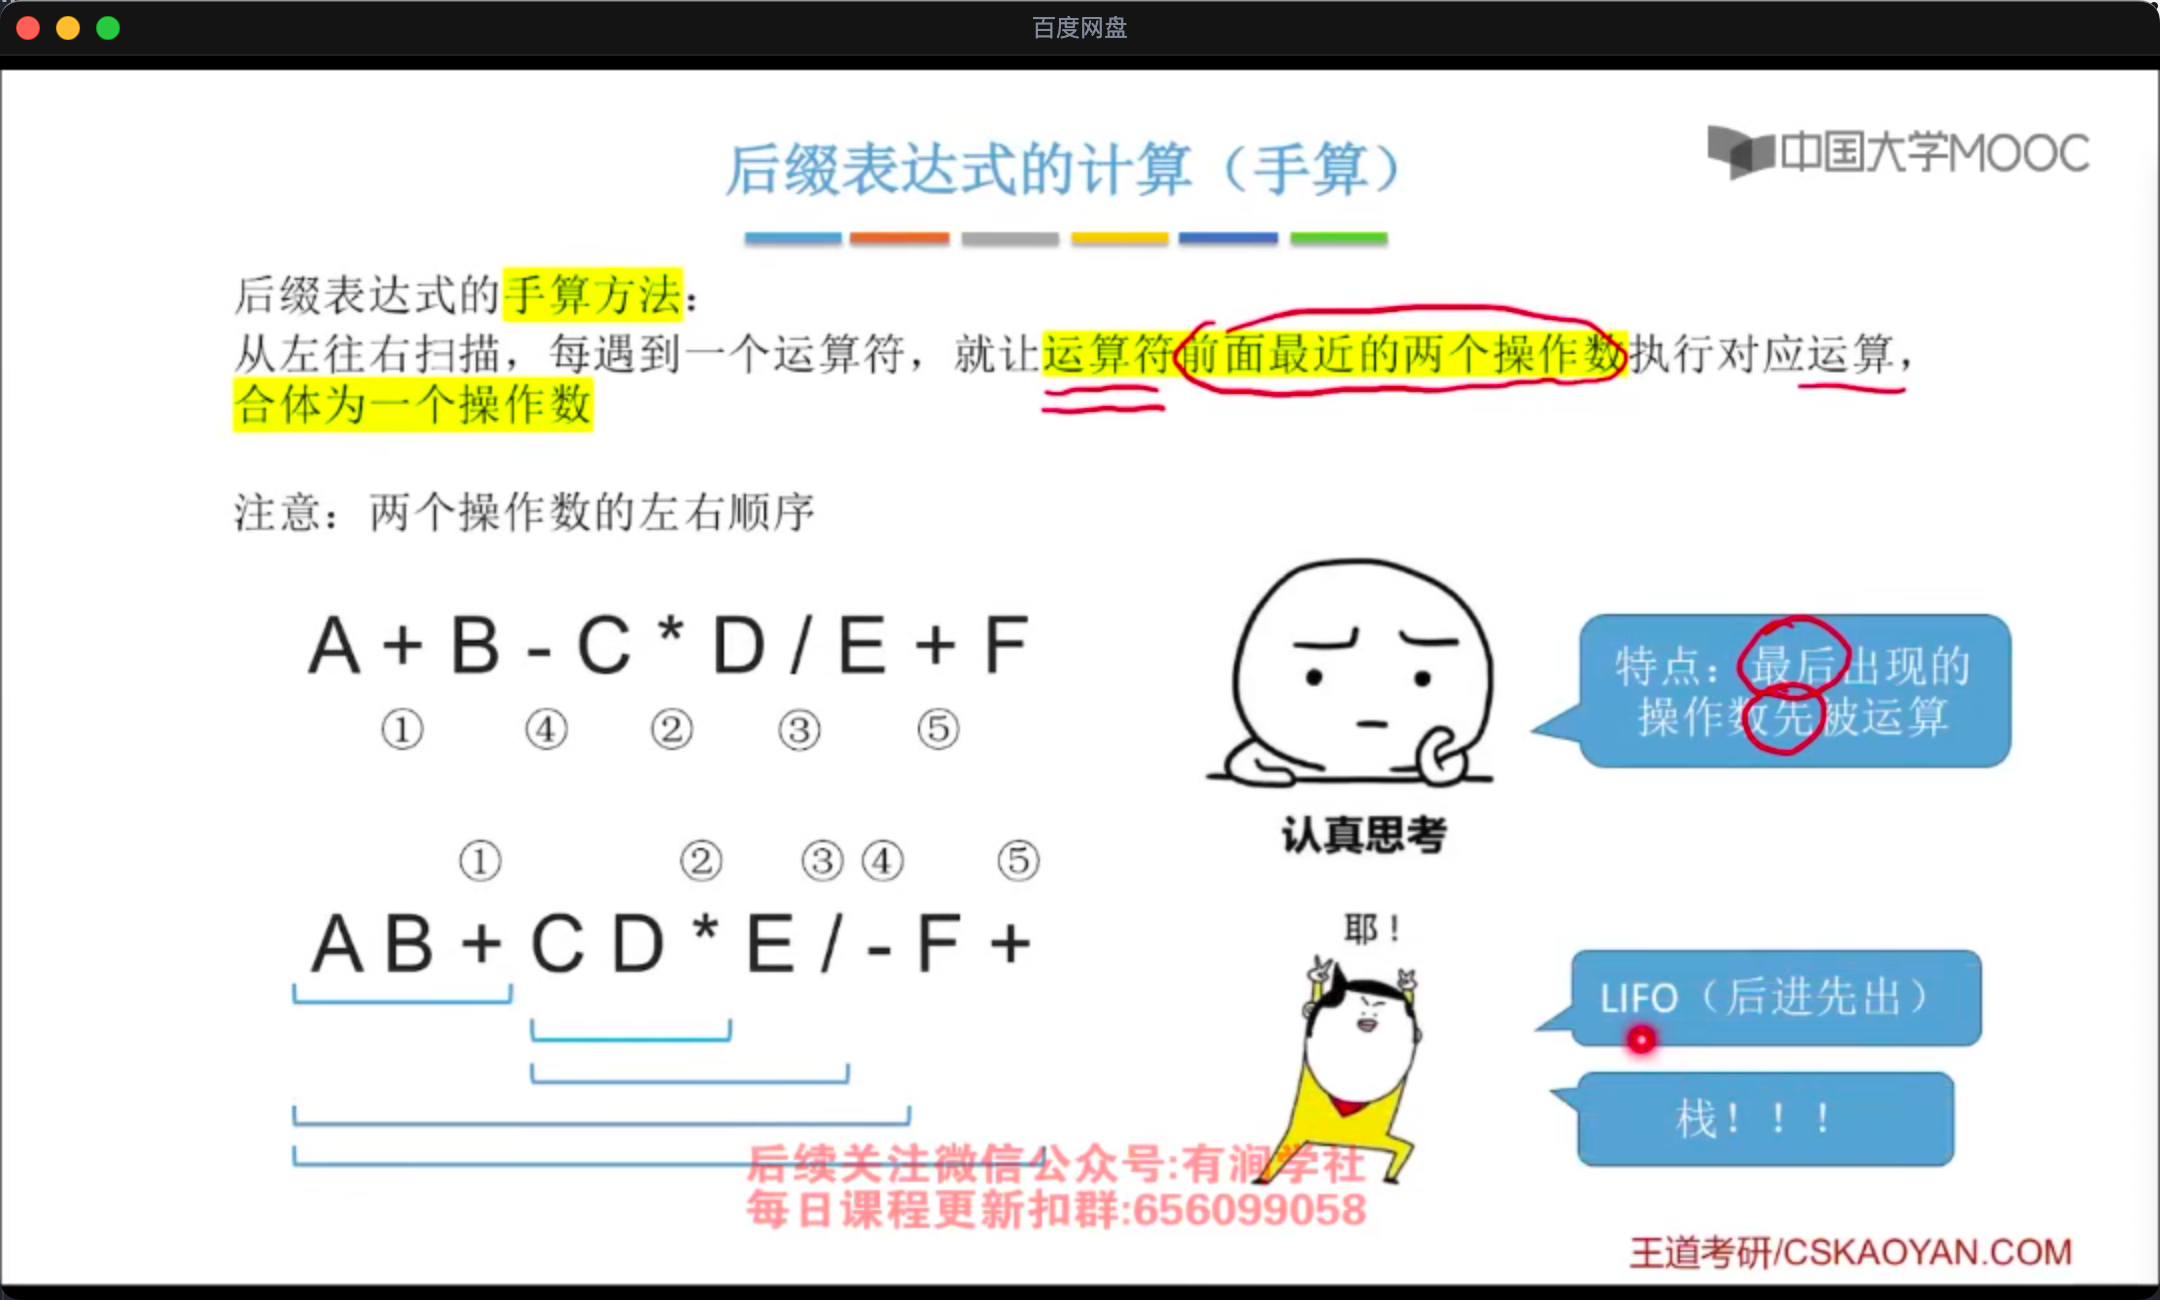 百度网盘
中国大学MOOC
后缀表达式的计算（手算）
后缀表达式的手算方法：
从左往右扫描，每遇到一个运算符，就让运算符前面最近的两个操作数执行对应运算，
合体为一个操作数
注意：两个操作数的左右顺序
A + B - C * D / E + F
① ④ ② ③ ⑤
特点：最后出现的
操作数先被运算
认真思考
① ② ③ ④ ⑤
A B + C D * E / - F +
耶！
LIFO（后进先出）
栈！！！
后续关注微信公众号:有涧学社
每日课程更新扣群:656099058
王道考研/CSKAOYAN.COM